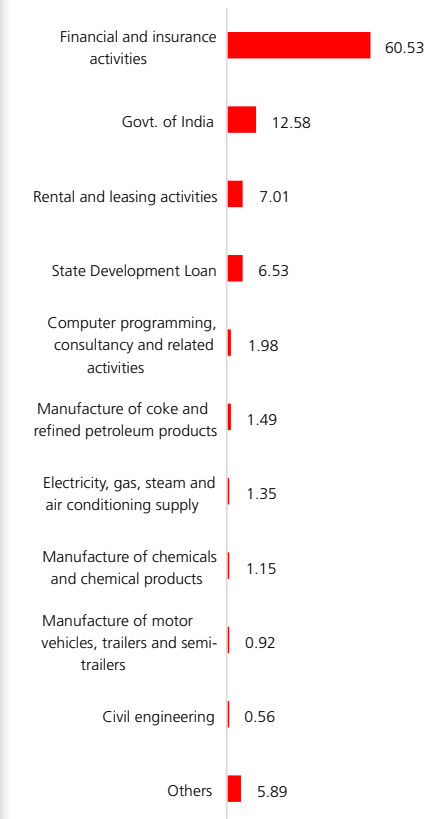 Financial and insurance
activities
60.53
Govt. of India
12.58
Rental and leasing activities
7.01
State Development Loan
6.53
Computer programming,
consultancy and related
activities
1.98
Manufacture of coke and
refined petroleum products
1.49
Electricity, gas, steam and
air conditioning supply
1.35
Manufacture of chemicals
and chemical products
1.15
Manufacture of motor
vehicles, trailers and semi-
trailers
0.92
Civil engineering
0.56
Others
5.89